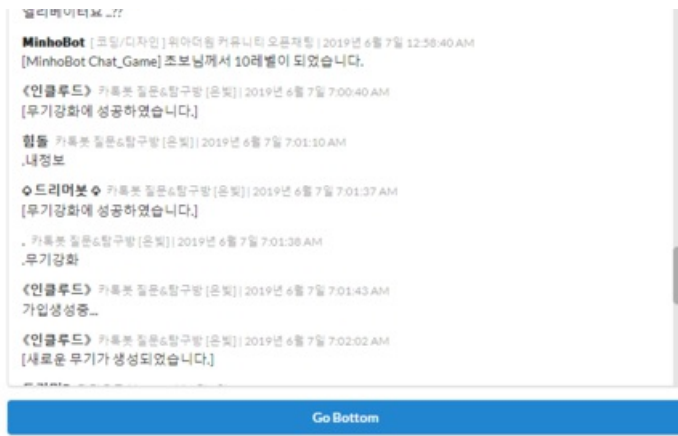 엘리베이터요 ..??
MinhoBot [코딩/디자인] 위아더원 커뮤니티 오픈채팅 | 2019년 6월 7일 12:58:40 AM
[MinhoBot Chat_Game] 초보님께서 10레벨이 되었습니다.
《인클루드》 카톡봇 질문&탐구방 [은빛] | 2019년 6월 7일 7:00:40 AM
[무기강화에 성공하였습니다.]
힘돌 카톡봇 질문&탐구방 [은빛] | 2019년 6월 7일 7:01:10 AM
.내정보
♤드리머봇♤ 카톡봇 질문&탐구방 [은빛] | 2019년 6월 7일 7:01:37 AM
[무기강화에 성공하였습니다.]
. 카톡봇 질문&탐구방 [은빛] | 2019년 6월 7일 7:01:38 AM
.무기강화
《인클루드》 카톡봇 질문&탐구방 [은빛] | 2019년 6월 7일 7:01:43 AM
가입생성중...
《인클루드》 카톡봇 질문&탐구방 [은빛] | 2019년 6월 7일 7:02:02 AM
[새로운 무기가 생성되었습니다.]
Go Bottom